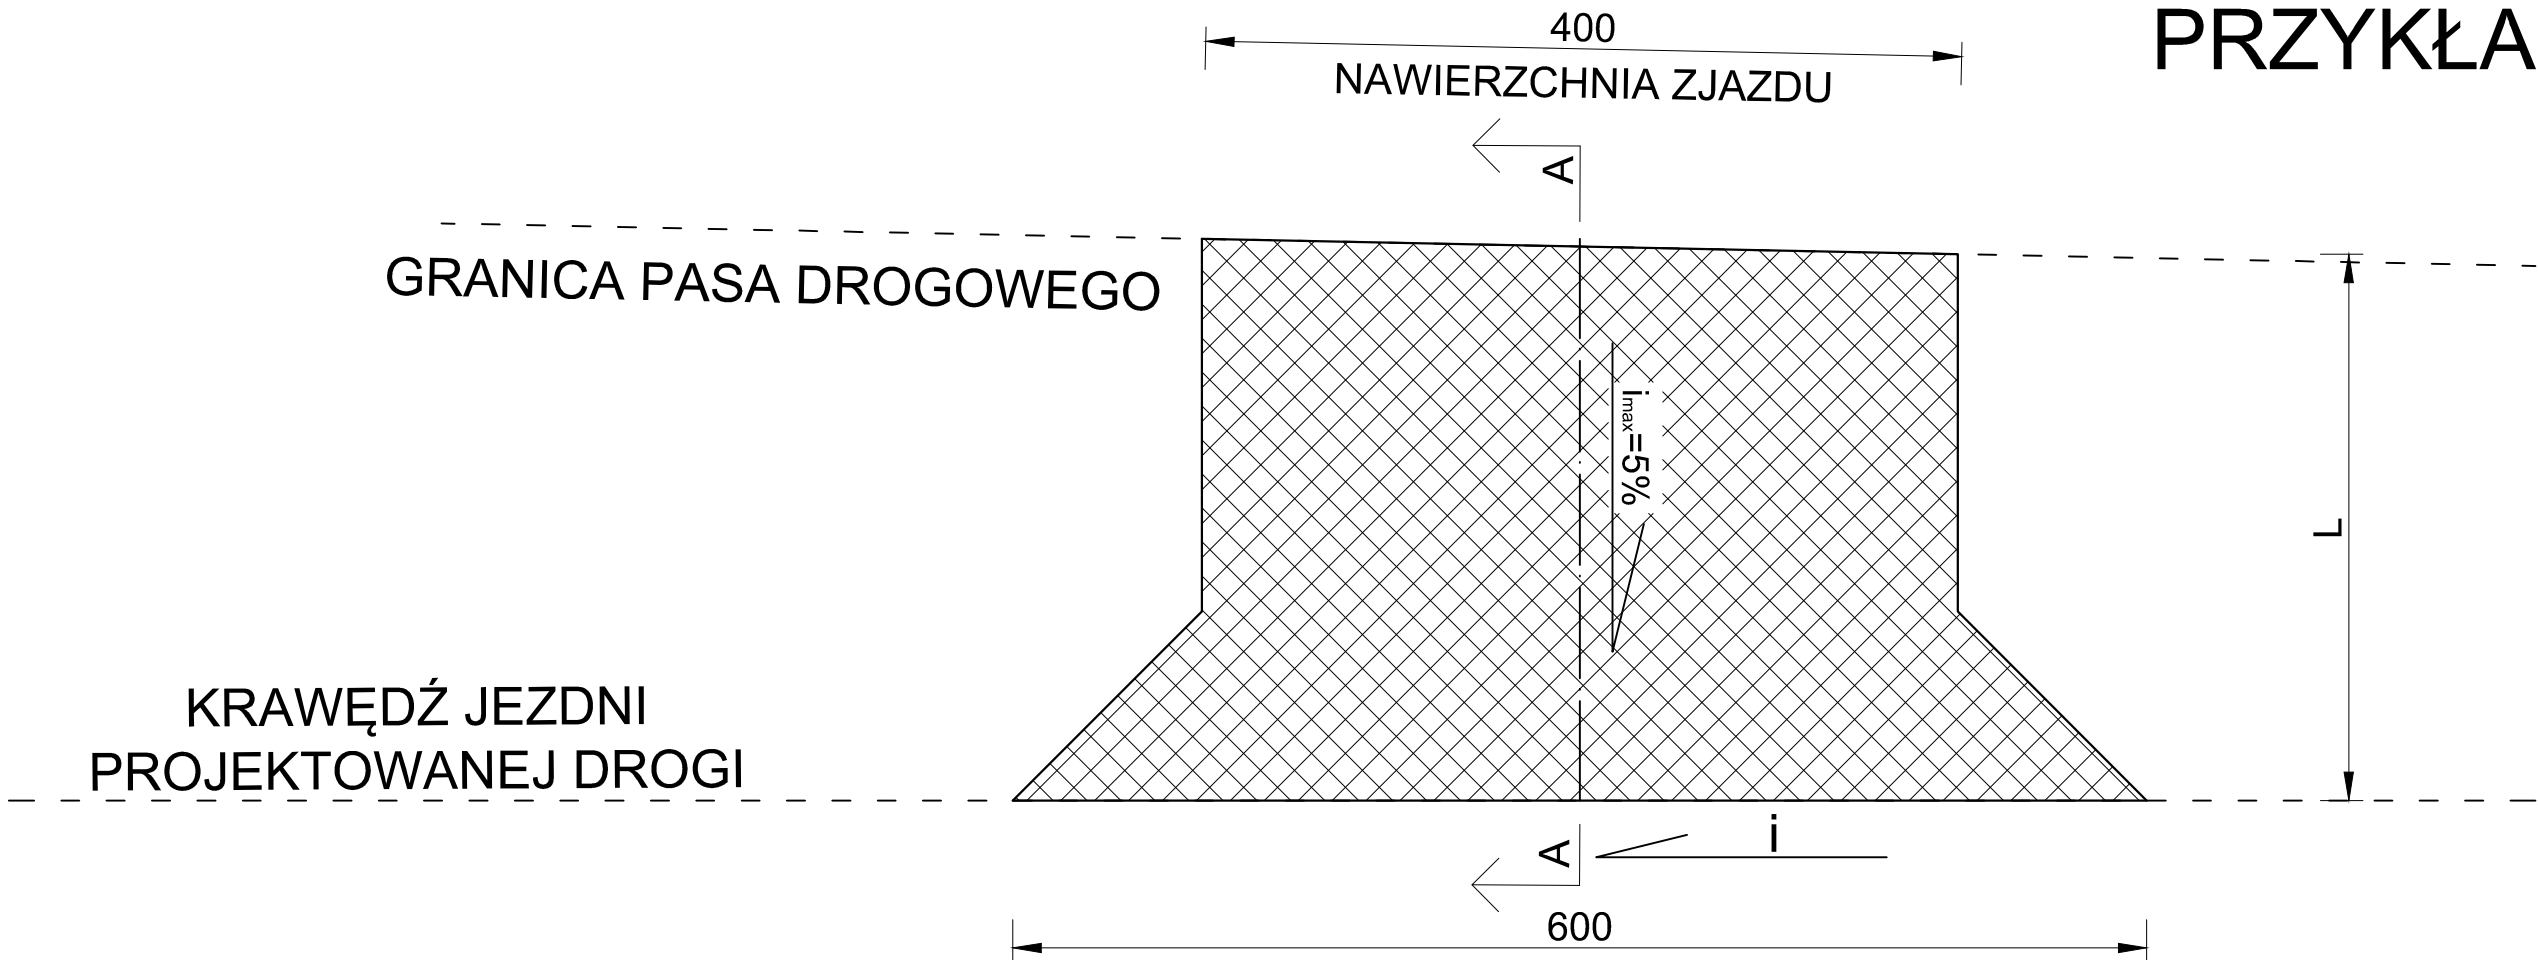 PRZYKŁA
400
NAWIERZCHNIA ZJAZDU
A
GRANICA PASA DROGOWEGO
imax=5%
L
KRAWĘDŹ JEZDNI
PROJEKTOWANEJ DROGI
A
i
600